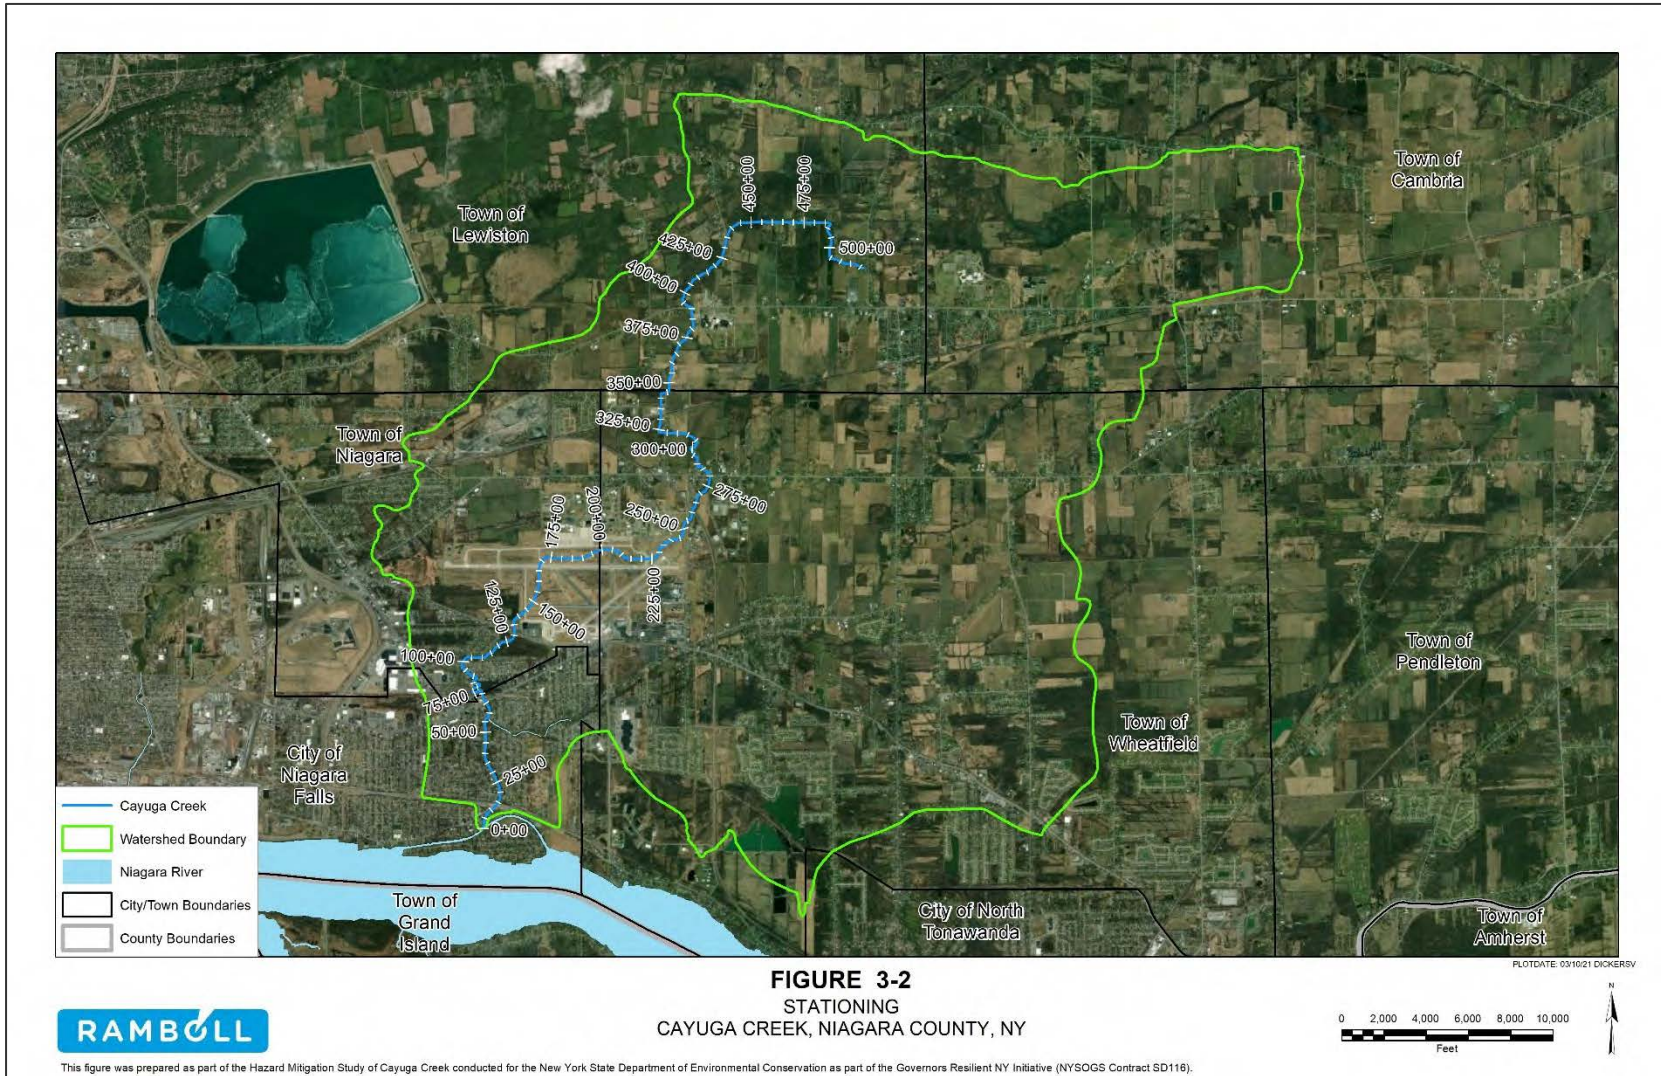 450+00
475+00
Town of
Cambria
Town of
Lewiston
425+00
500+00
400+00
375+00
350+00
325+00
Town of
Niagara
300+00
275+00
200+00
175+00
250+00
225+00
125+00
150+00
100+00
75+00
50+00
25+00
0+00
Town of
Pendleton
Town of
Wheatfield
City of
Niagara
Falls
Cayuga Creek
Watershed Boundary
Niagara River
City/Town Boundaries
County Boundaries
Town of
Grand
Island
City of North
Tonawanda
Town of
Amherst
PLOTDATE: 03/10/21 DICKERSV
FIGURE 3-2
STATIONING
CAYUGA CREEK, NIAGARA COUNTY, NY
RAMBOLL
N
0 2,000 4,000 6,000 8,000 10,000
Feet
This figure was prepared as part of the Hazard Mitigation Study of Cayuga Creek conducted for the New York State Department of Environmental Conservation as part of the Governors Resilient NY Initiative (NYSOGS Contract SD116).